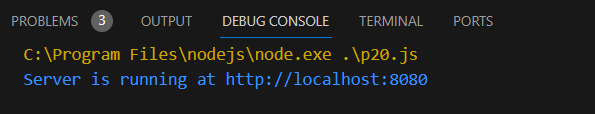 PROBLEMS 3 OUTPUT DEBUG CONSOLE TERMINAL PORTS
C:\Program Files\nodejs\node.exe .\p20.js
Server is running at http://localhost:8080